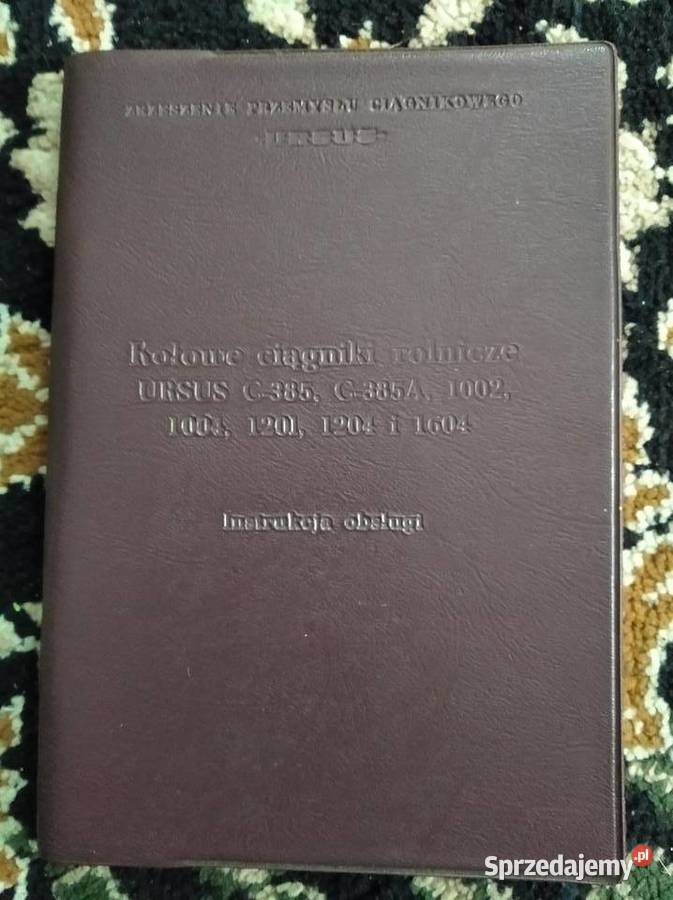 ZRZESZENIE PRZEMYSŁU CIĄGNIKOWEGO
URSUS
Kołowe ciągniki rolnicze
URSUS C-385, C-385A, 1002,
1004, 1201, 1204 i 1604
Instrukcja obsługi
Sprzedajemy.pl